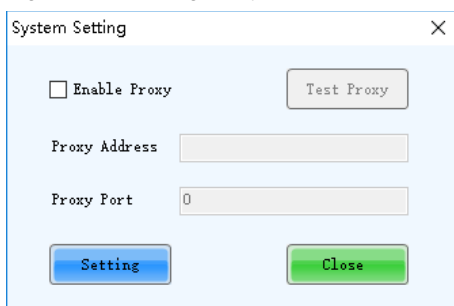 System Setting
Enable Proxy
Test Proxy
Proxy Address
Proxy Port
0
Setting
Close